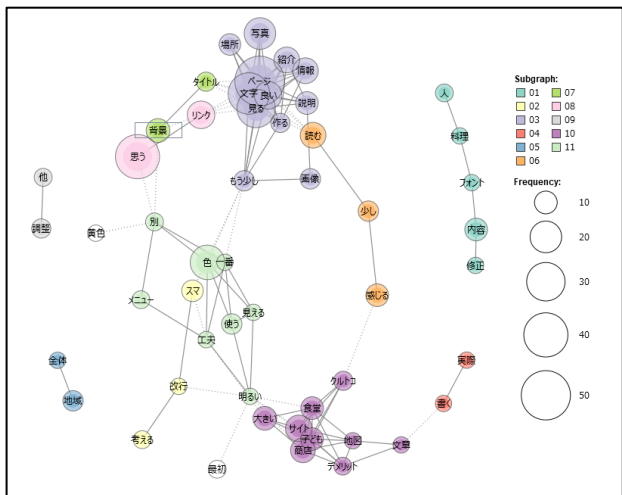 写真
場所
紹介
情報
ページ
タイトル
文字
良い
説明
リンク
見る
作る
背景
読む
思う
もう少し
画像
他
調整
黄色
別
少し
色
一番
スマ
感じる
メニュー
使う
見える
工夫
全体
地域
改行
明るい
クルトコ
食堂
大きい
サイト
子ども
地図
文章
商店
デメリット
考える
最初
実際
書く
人
料理
フォント
内容
修正
Subgraph:
01 07
02 08
03 09
04 10
05 11
06
Frequency:
10
20
30
40
50